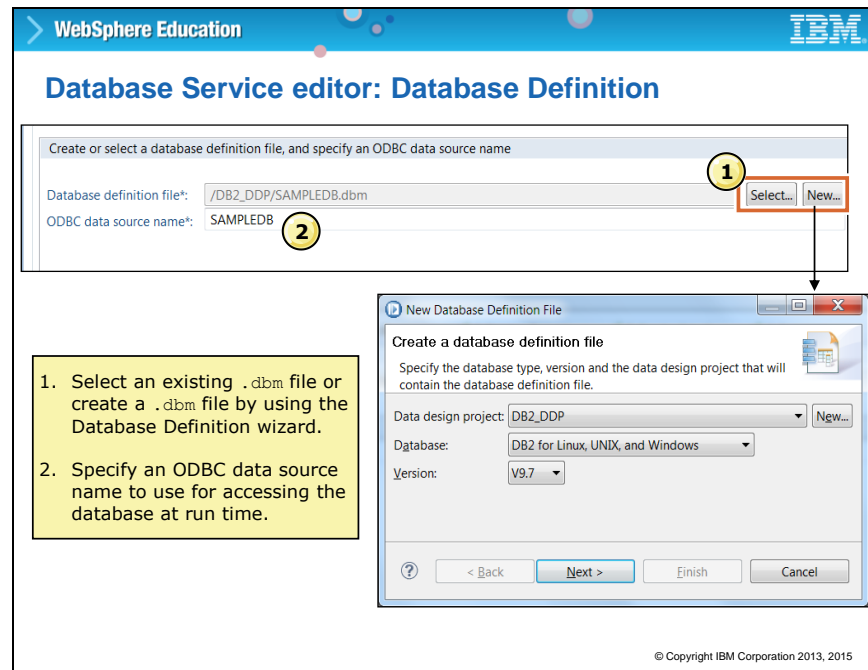 WebSphere Education
IBM
Database Service editor: Database Definition
Create or select a database definition file, and specify an ODBC data source name
1
Database definition file*: /DB2_DDP/SAMPLEDB.dbm Select... New...
ODBC data source name*: SAMPLEDB
2
New Database Definition File
Create a database definition file
Specify the database type, version and the data design project that will
contain the database definition file.
Data design project: DB2_DDP New...
Database: DB2 for Linux, UNIX, and Windows
Version: V9.7
< Back Next > Finish Cancel
1. Select an existing .dbm file or
create a .dbm file by using the
Database Definition wizard.
2. Specify an ODBC data source
name to use for accessing the
database at run time.
© Copyright IBM Corporation 2013, 2015